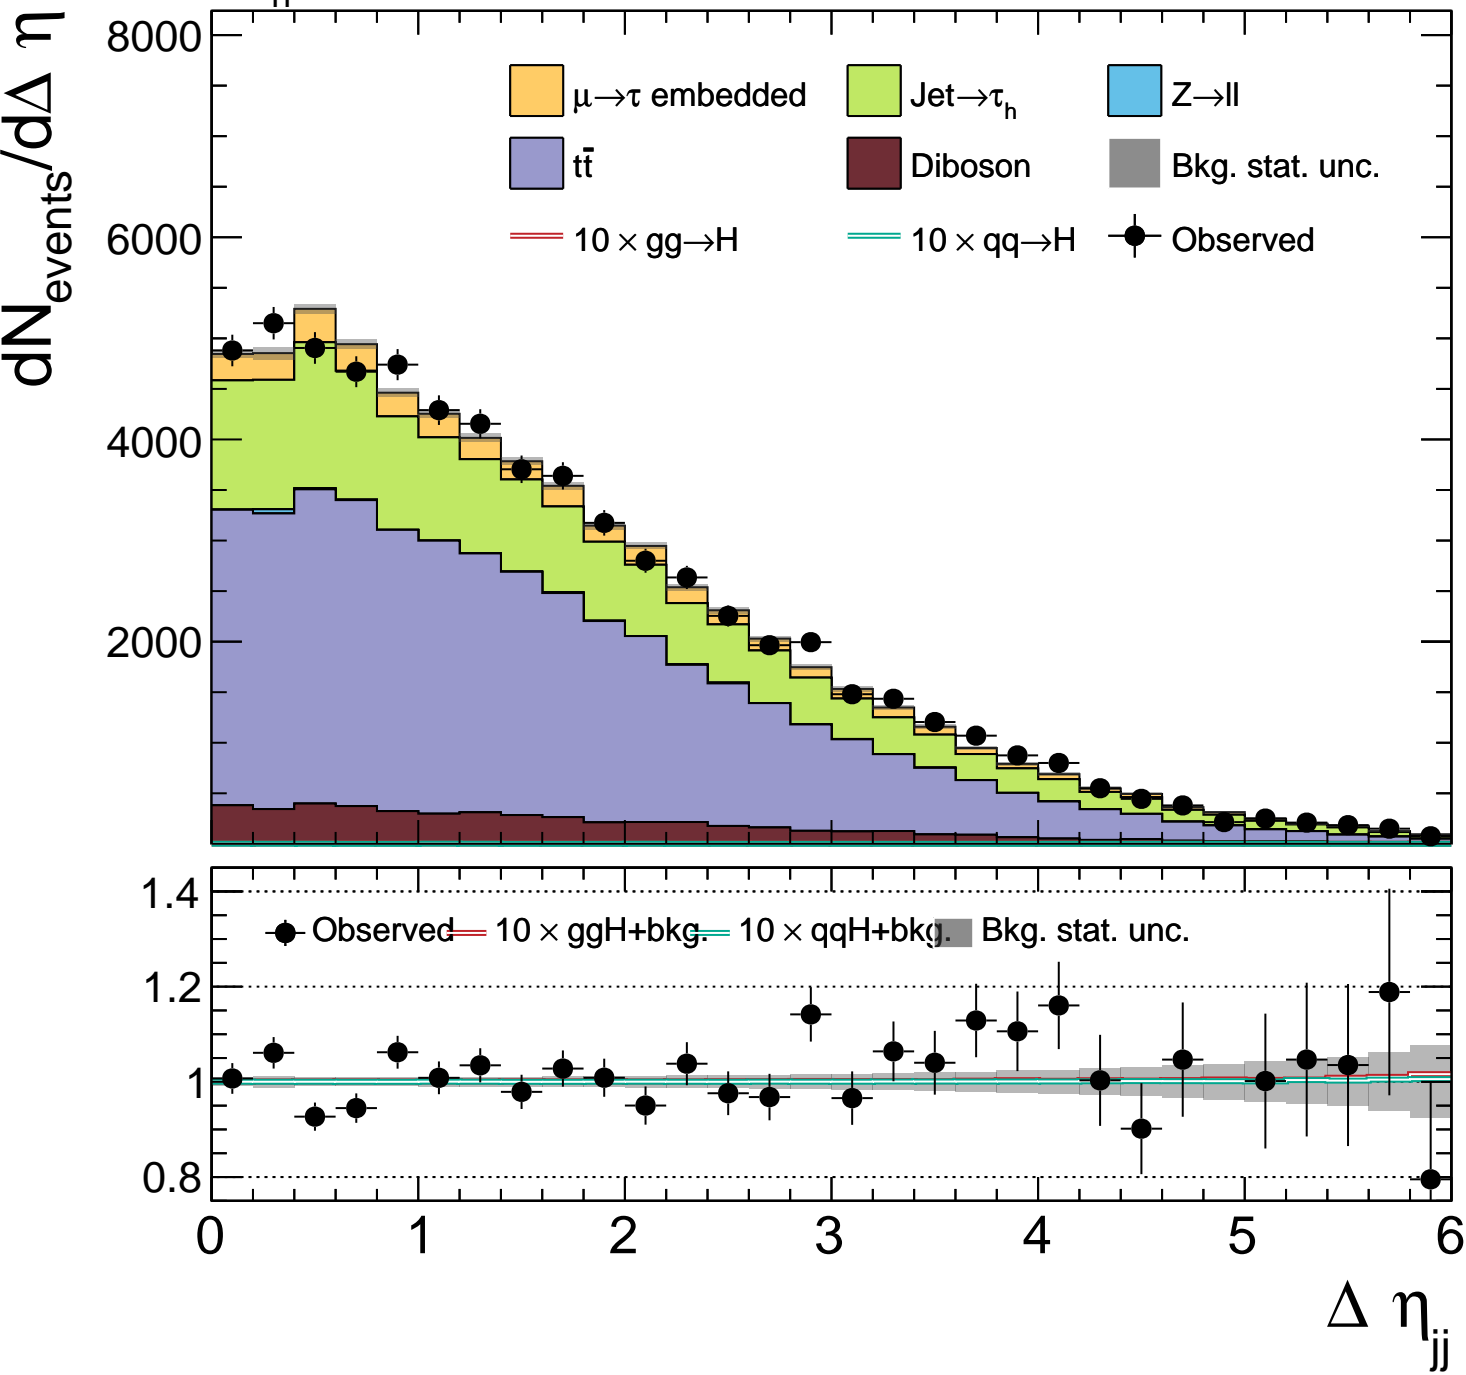 dN_events/dΔ η
8000
6000
4000
2000
μ→τ embedded
Jet→τ_h
Z→ll
tt̄
Diboson
Bkg. stat. unc.
10 × gg→H
10 × qq→H
Observed
1.4
1.2
1
0.8
Observed
10 × ggH+bkg.
10 × qqH+bkg.
Bkg. stat. unc.
0 1 2 3 4 5 6
Δ η_jj